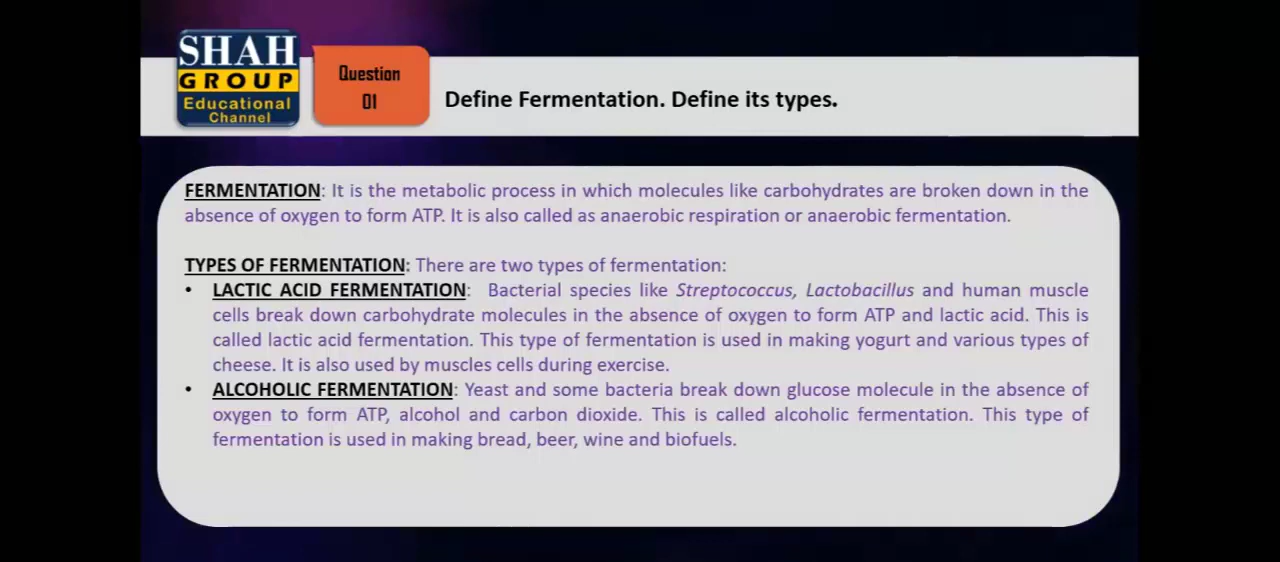 SHAH
GROUP
Educational
Channel
Question
01
Define Fermentation. Define its types.
FERMENTATION: It is the metabolic process in which molecules like carbohydrates are broken down in the
absence of oxygen to form ATP. It is also called as anaerobic respiration or anaerobic fermentation.
TYPES OF FERMENTATION: There are two types of fermentation:
• LACTIC ACID FERMENTATION: Bacterial species like Streptococcus, Lactobacillus and human muscle
cells break down carbohydrate molecules in the absence of oxygen to form ATP and lactic acid. This is
called lactic acid fermentation. This type of fermentation is used in making yogurt and various types of
cheese. It is also used by muscles cells during exercise.
• ALCOHOLIC FERMENTATION: Yeast and some bacteria break down glucose molecule in the absence of
oxygen to form ATP, alcohol and carbon dioxide. This is called alcoholic fermentation. This type of
fermentation is used in making bread, beer, wine and biofuels.